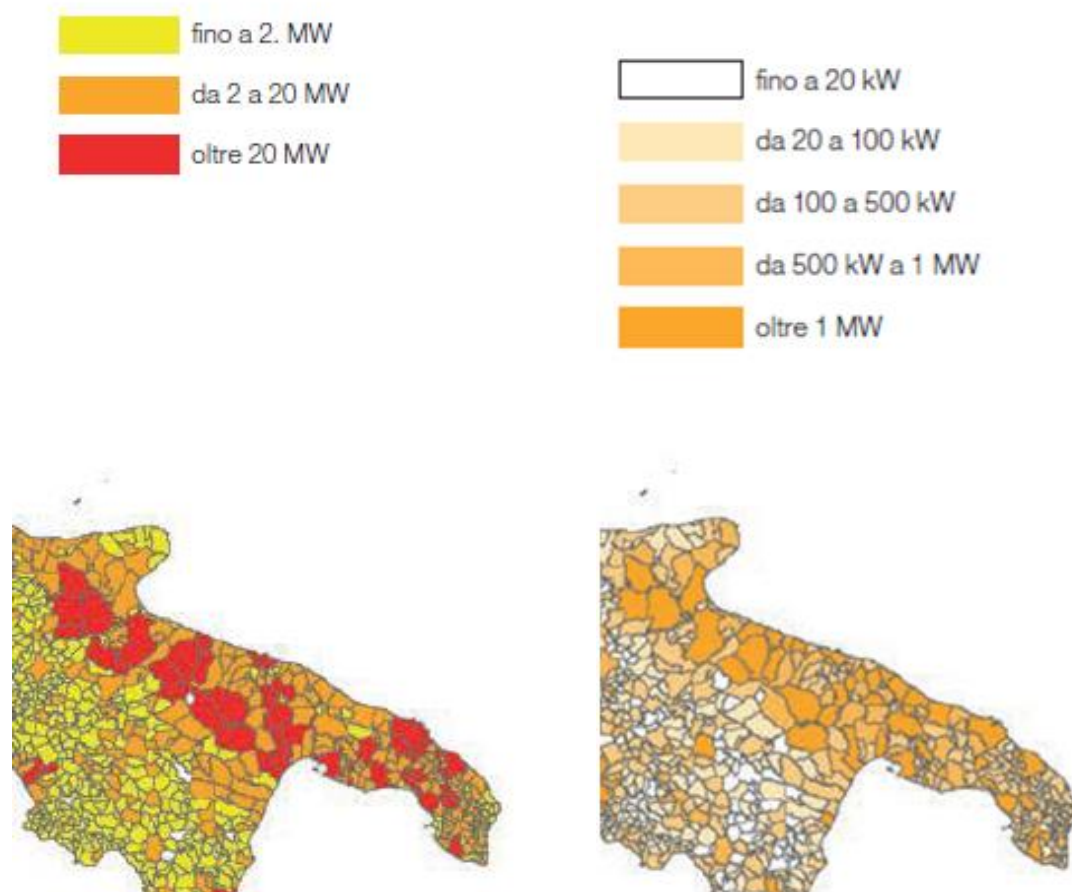 fino a 2. MW
da 2 a 20 MW
oltre 20 MW
fino a 20 kW
da 20 a 100 kW
da 100 a 500 kW
da 500 kW a 1 MW
oltre 1 MW